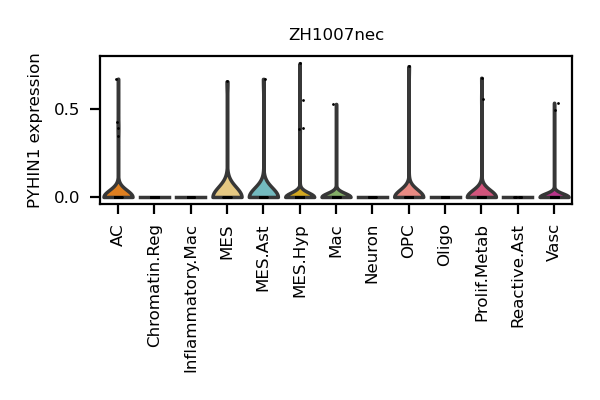 ZH1007nec
PYHIN1 expression
0.5
0.0
AC
Chromatin.Reg
Inflammatory.Mac
MES
MES.Ast
MES.Hyp
Mac
Neuron
OPC
Oligo
Prolif.Metab
Reactive.Ast
Vasc